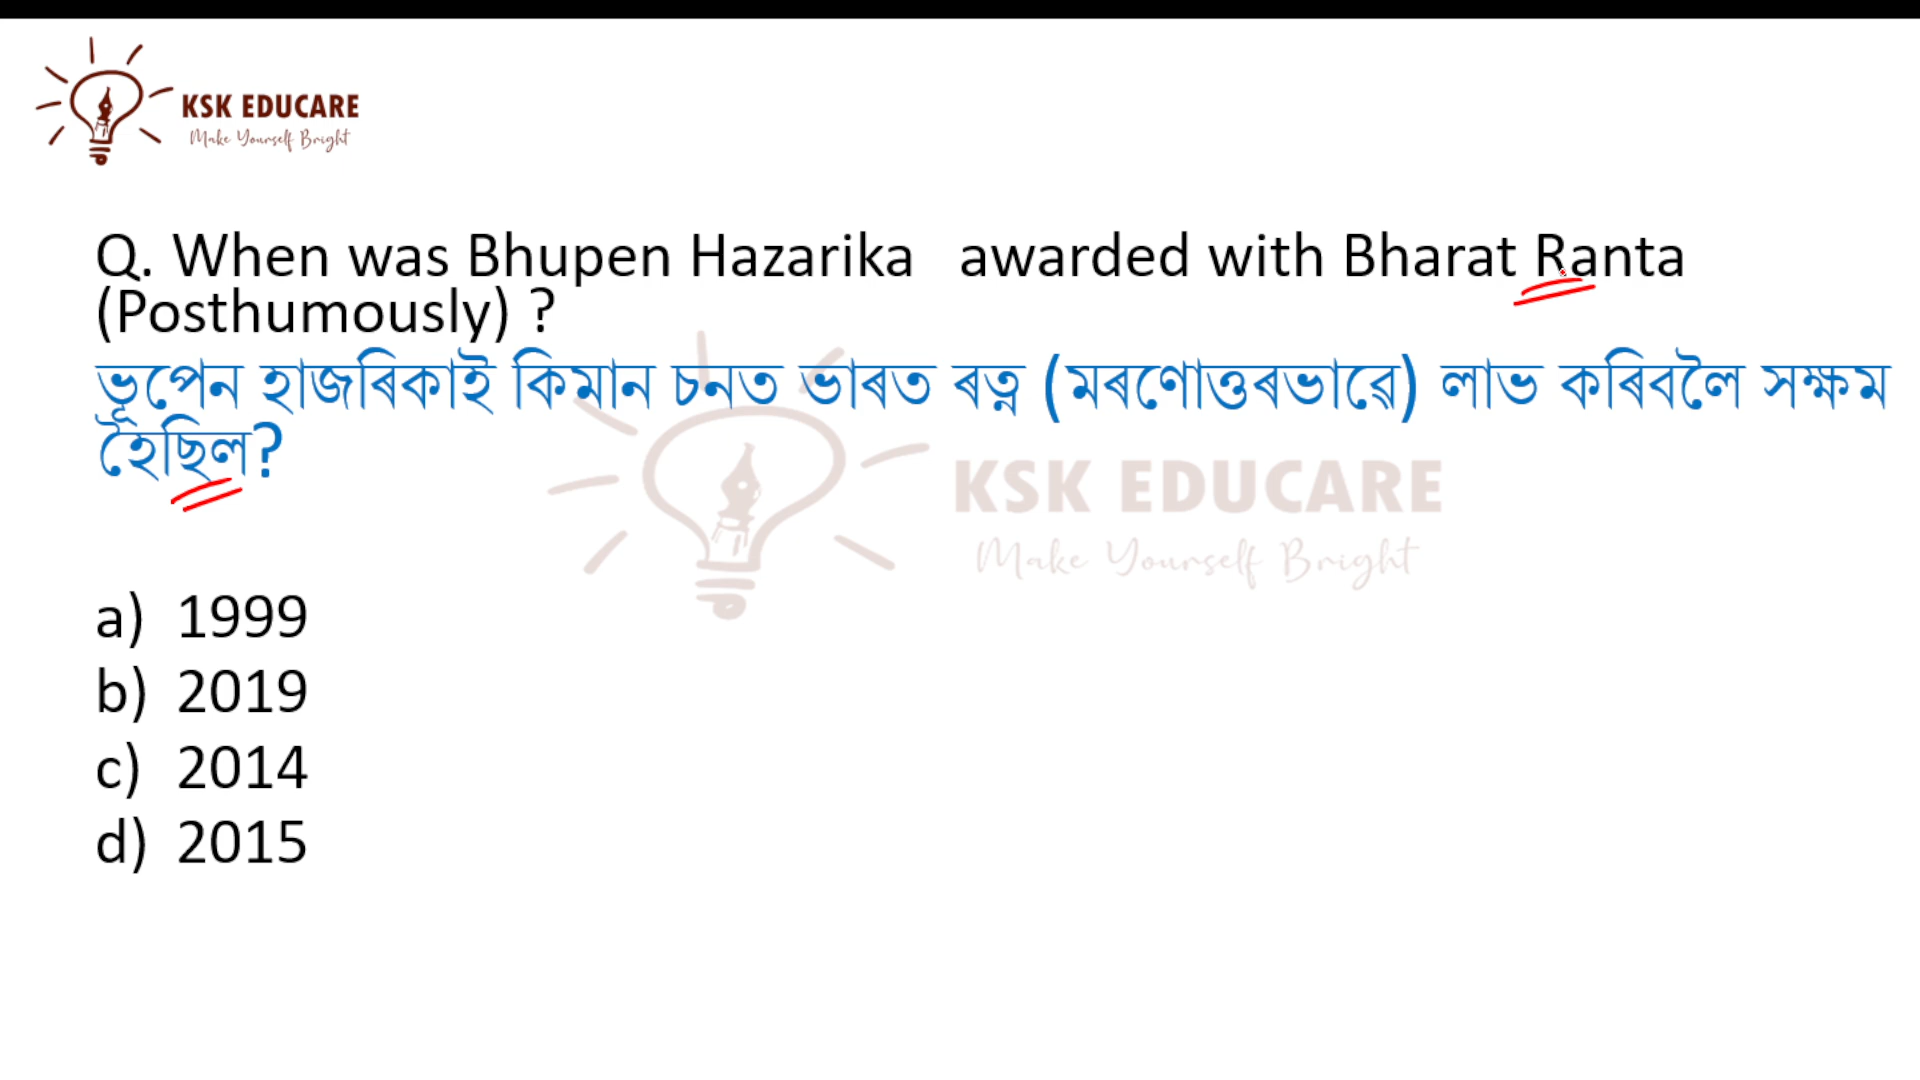 KSK EDUCARE
Make Yourself Bright
Q. When was Bhupen Hazarika awarded with Bharat Ranta
(Posthumously) ?
ভূপেন হাজৰিকাই কিমান চনত ভাৰত ৰত্ন (মৰণোত্তৰভাৱে) লাভ কৰিবলৈ সক্ষম
হৈছিল?
KSK EDUCARE
Make Yourself Bright
a) 1999
b) 2019
c) 2014
d) 2015